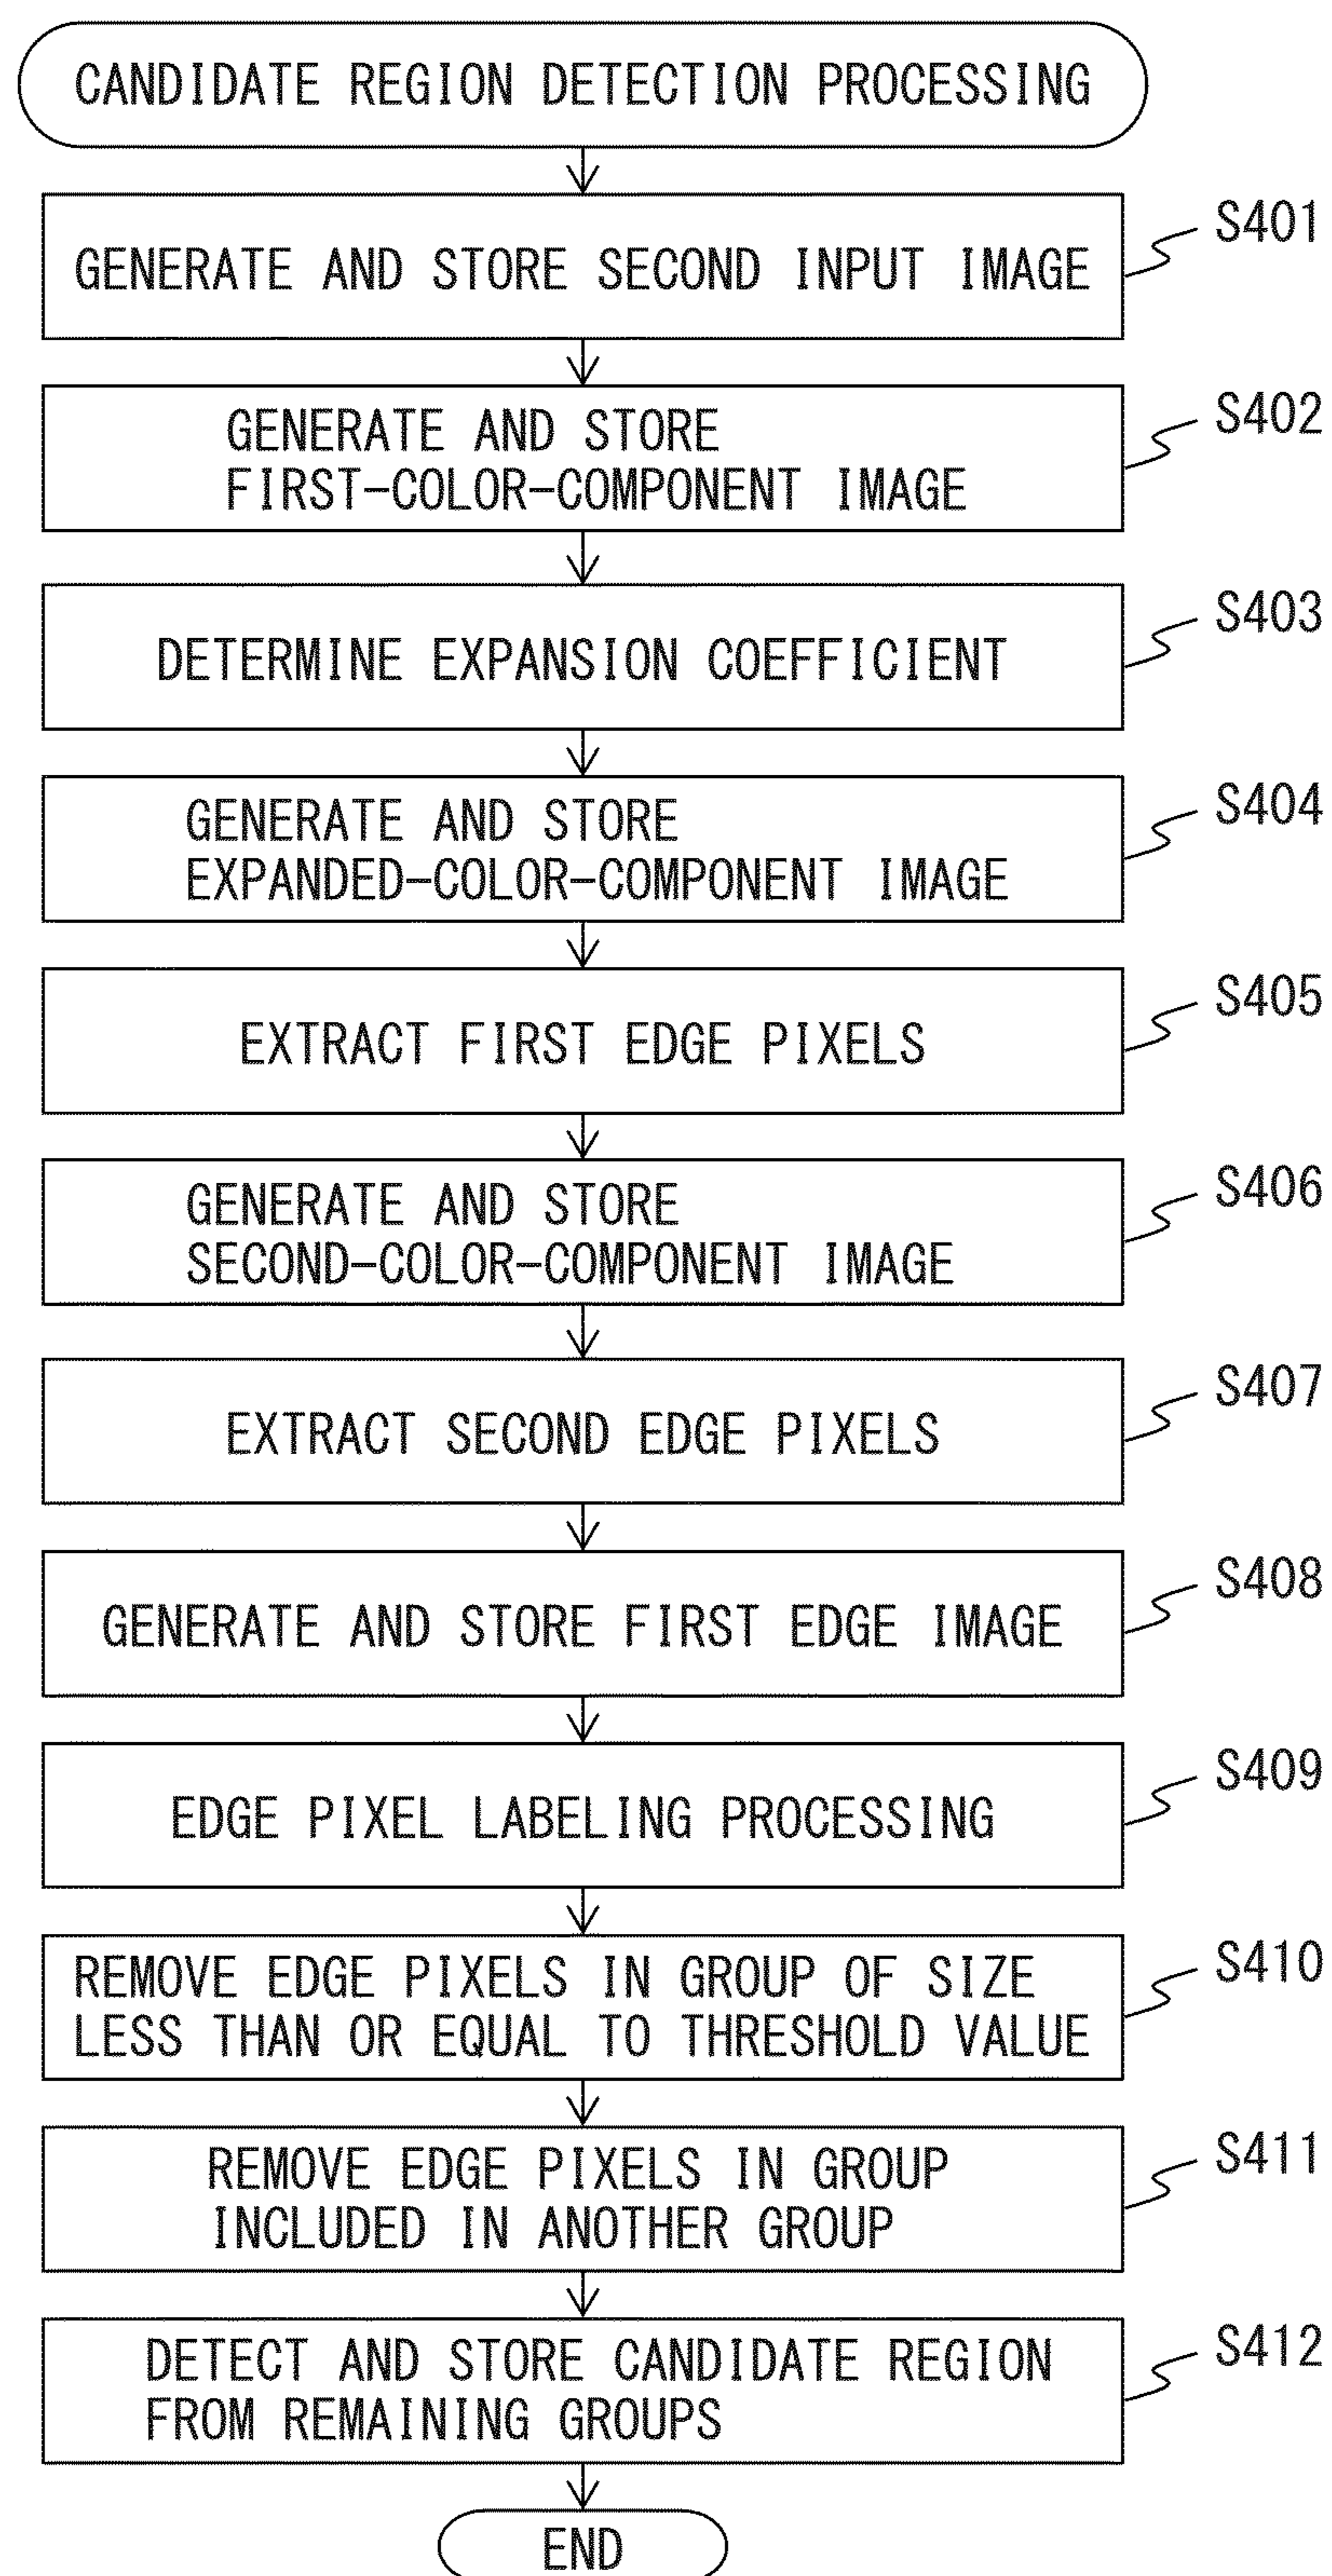 CANDIDATE REGION DETECTION PROCESSING
GENERATE AND STORE SECOND INPUT IMAGE
S401
GENERATE AND STORE
FIRST-COLOR-COMPONENT IMAGE
S402
DETERMINE EXPANSION COEFFICIENT
S403
GENERATE AND STORE
EXPANDED-COLOR-COMPONENT IMAGE
S404
EXTRACT FIRST EDGE PIXELS
S405
GENERATE AND STORE
SECOND-COLOR-COMPONENT IMAGE
S406
EXTRACT SECOND EDGE PIXELS
S407
GENERATE AND STORE FIRST EDGE IMAGE
S408
EDGE PIXEL LABELING PROCESSING
S409
REMOVE EDGE PIXELS IN GROUP OF SIZE
LESS THAN OR EQUAL TO THRESHOLD VALUE
S410
REMOVE EDGE PIXELS IN GROUP
INCLUDED IN ANOTHER GROUP
S411
DETECT AND STORE CANDIDATE REGION
FROM REMAINING GROUPS
S412
END